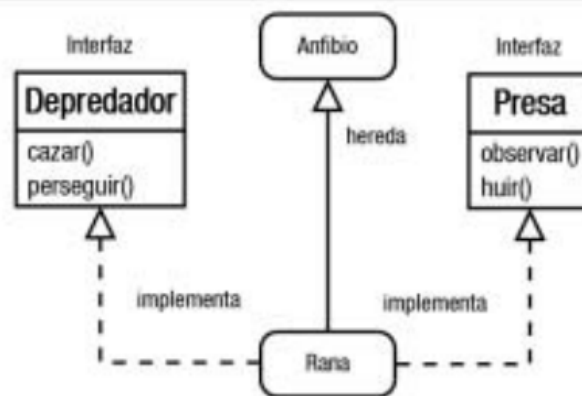 Interfaz
Depredador
cazar()
perseguir()
Anfibio
hereda
Interfaz
Presa
observar()
huir()
implementa
implementa
Rana